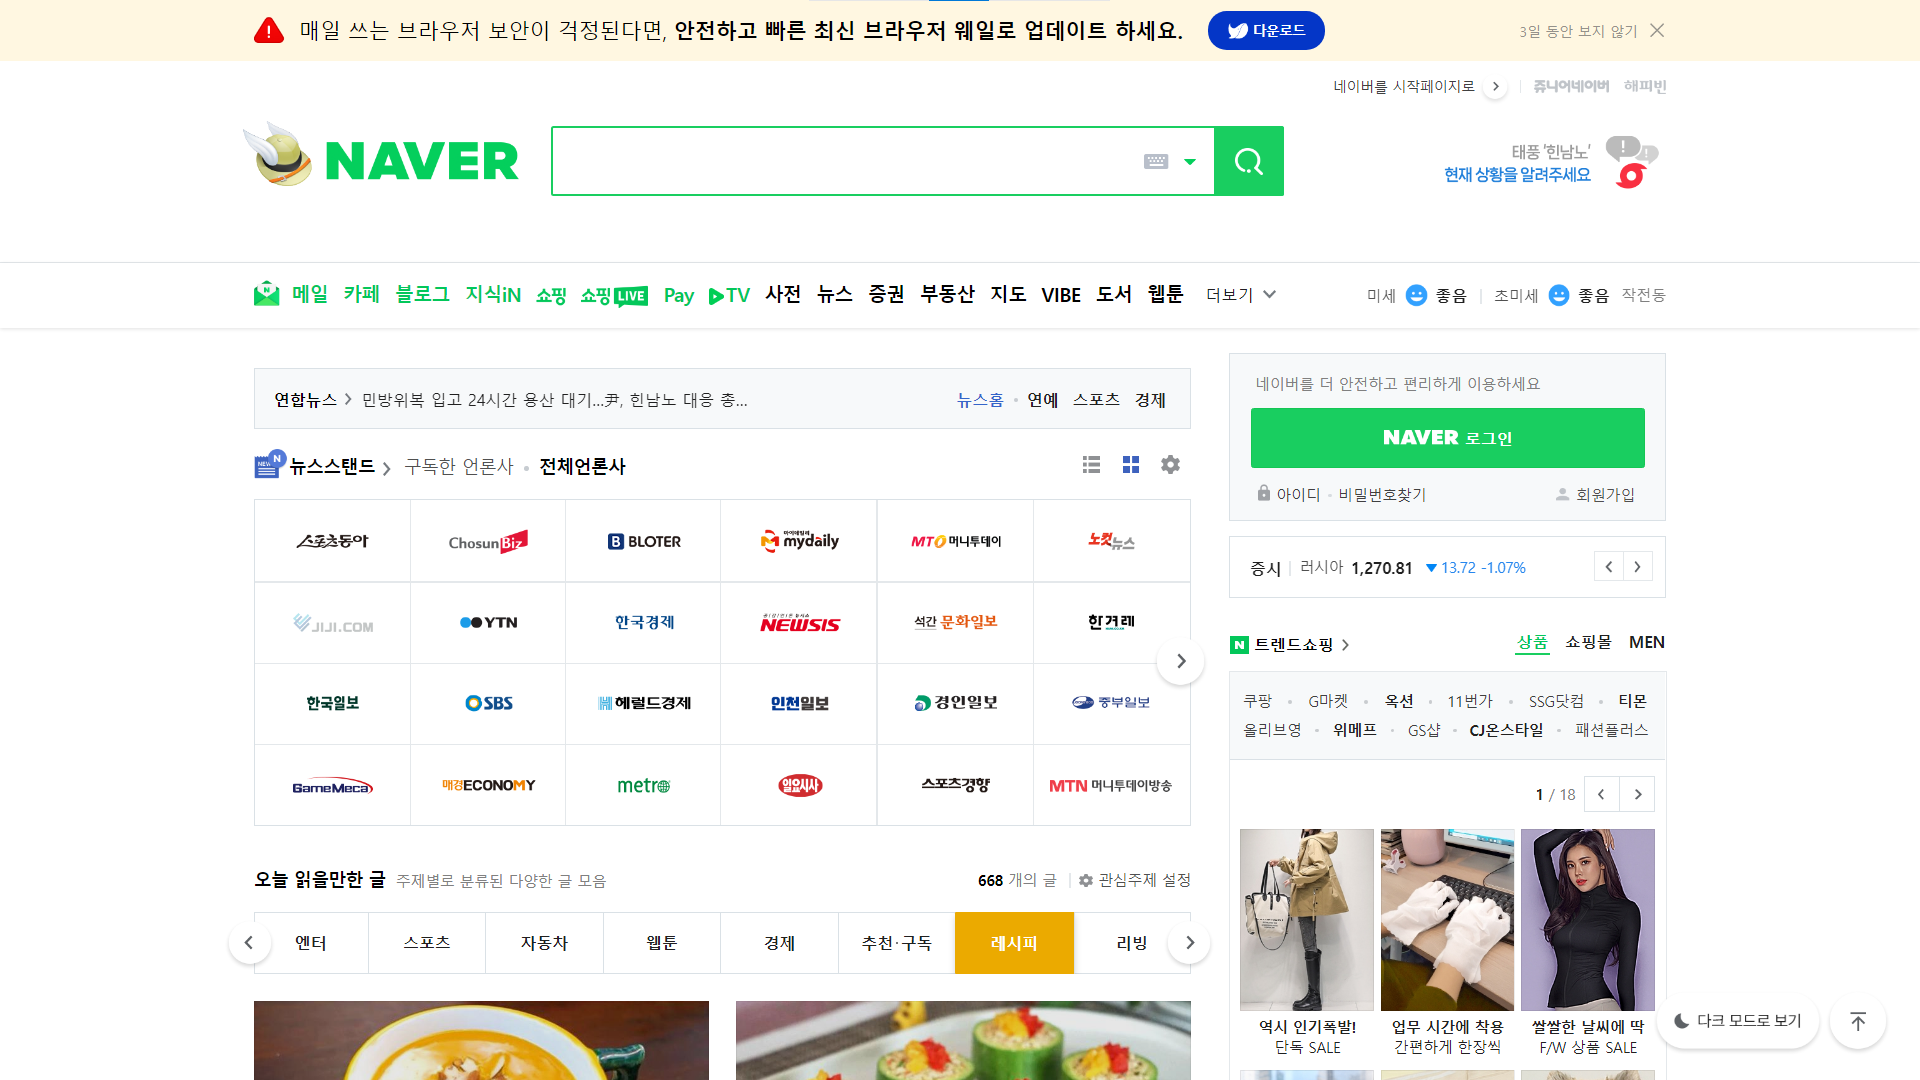 매일 쓰는 브라우저 보안이 걱정된다면, 안전하고 빠른 최신 브라우저 웨일로 업데이트 하세요. 다운로드 3일 동안 보지 않기
네이버를 시작페이지로 쥬니어네이버 해피빈
NAVER
태풍 '힌남노'
현재 상황을 알려주세요
메일 카페 블로그 지식iN 쇼핑 쇼핑LIVE Pay TV 사전 뉴스 증권 부동산 지도 VIBE 도서 웹툰 더보기 미세 좋음 초미세 좋음 작전동
연합뉴스 민방위복 입고 24시간 용산 대기...尹, 힌남노 대응 총... 뉴스홈 연예 스포츠 경제
NEW N 뉴스스탠드 구독한 언론사 전체언론사
스포츠동아 ChosunBiz B BLOTER 마이데일리 mydaily MTO 머니투데이 노컷뉴스
JIJI.COM YTN 한국경제 NEWSIS 석간 문화일보 한겨레
한국일보 SBS 헤럴드경제 인천일보 경인일보 중부일보
GameMeca 매경ECONOMY metro 일요시사 스포츠경향 MTN 머니투데이방송
네이버를 더 안전하고 편리하게 이용하세요
NAVER 로그인
아이디 비밀번호찾기 회원가입
증시 러시아 1,270.81 ▼ 13.72 -1.07%
N 트렌드쇼핑 상품 쇼핑몰 MEN
쿠팡 G마켓 옥션 11번가 SSG닷컴 티몬
올리브영 위메프 GS샵 CJ온스타일 패션플러스
1 / 18
역시 인기폭발! 업무 시간에 착용 쌀쌀한 날씨에 딱
단독 SALE 간편하게 한장씩 F/W 상품 SALE
오늘 읽을만한 글 주제별로 분류된 다양한 글 모음 668 개의 글 관심주제 설정
엔터 스포츠 자동차 웹툰 경제 추천·구독 레시피 리빙
다크 모드로 보기